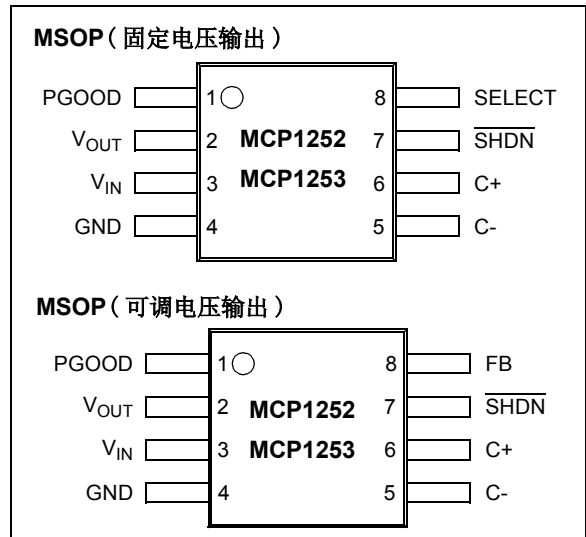 MSOP ( 固定电压输出 )
PGOOD 1 8 SELECT
VOUT 2 MCP1252 7 SHDN
VIN 3 MCP1253 6 C+
GND 4 5 C-
MSOP ( 可调电压输出 )
PGOOD 1 8 FB
VOUT 2 MCP1252 7 SHDN
VIN 3 MCP1253 6 C+
GND 4 5 C-